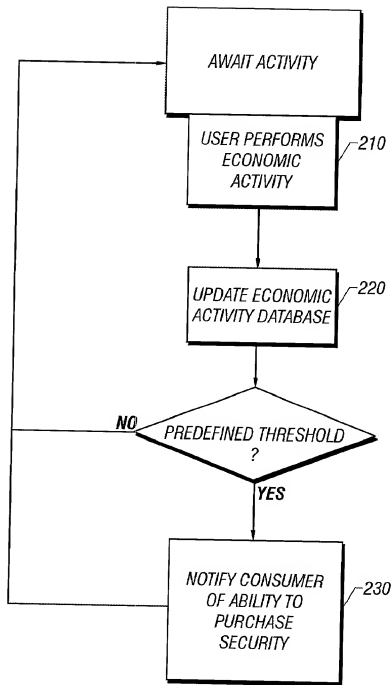 AWAIT ACTIVITY
USER PERFORMS
ECONOMIC
ACTIVITY
210
UPDATE ECONOMIC
ACTIVITY DATABASE
220
NO
PREDEFINED THRESHOLD
?
YES
NOTIFY CONSUMER
OF ABILITY TO
PURCHASE
SECURITY
230